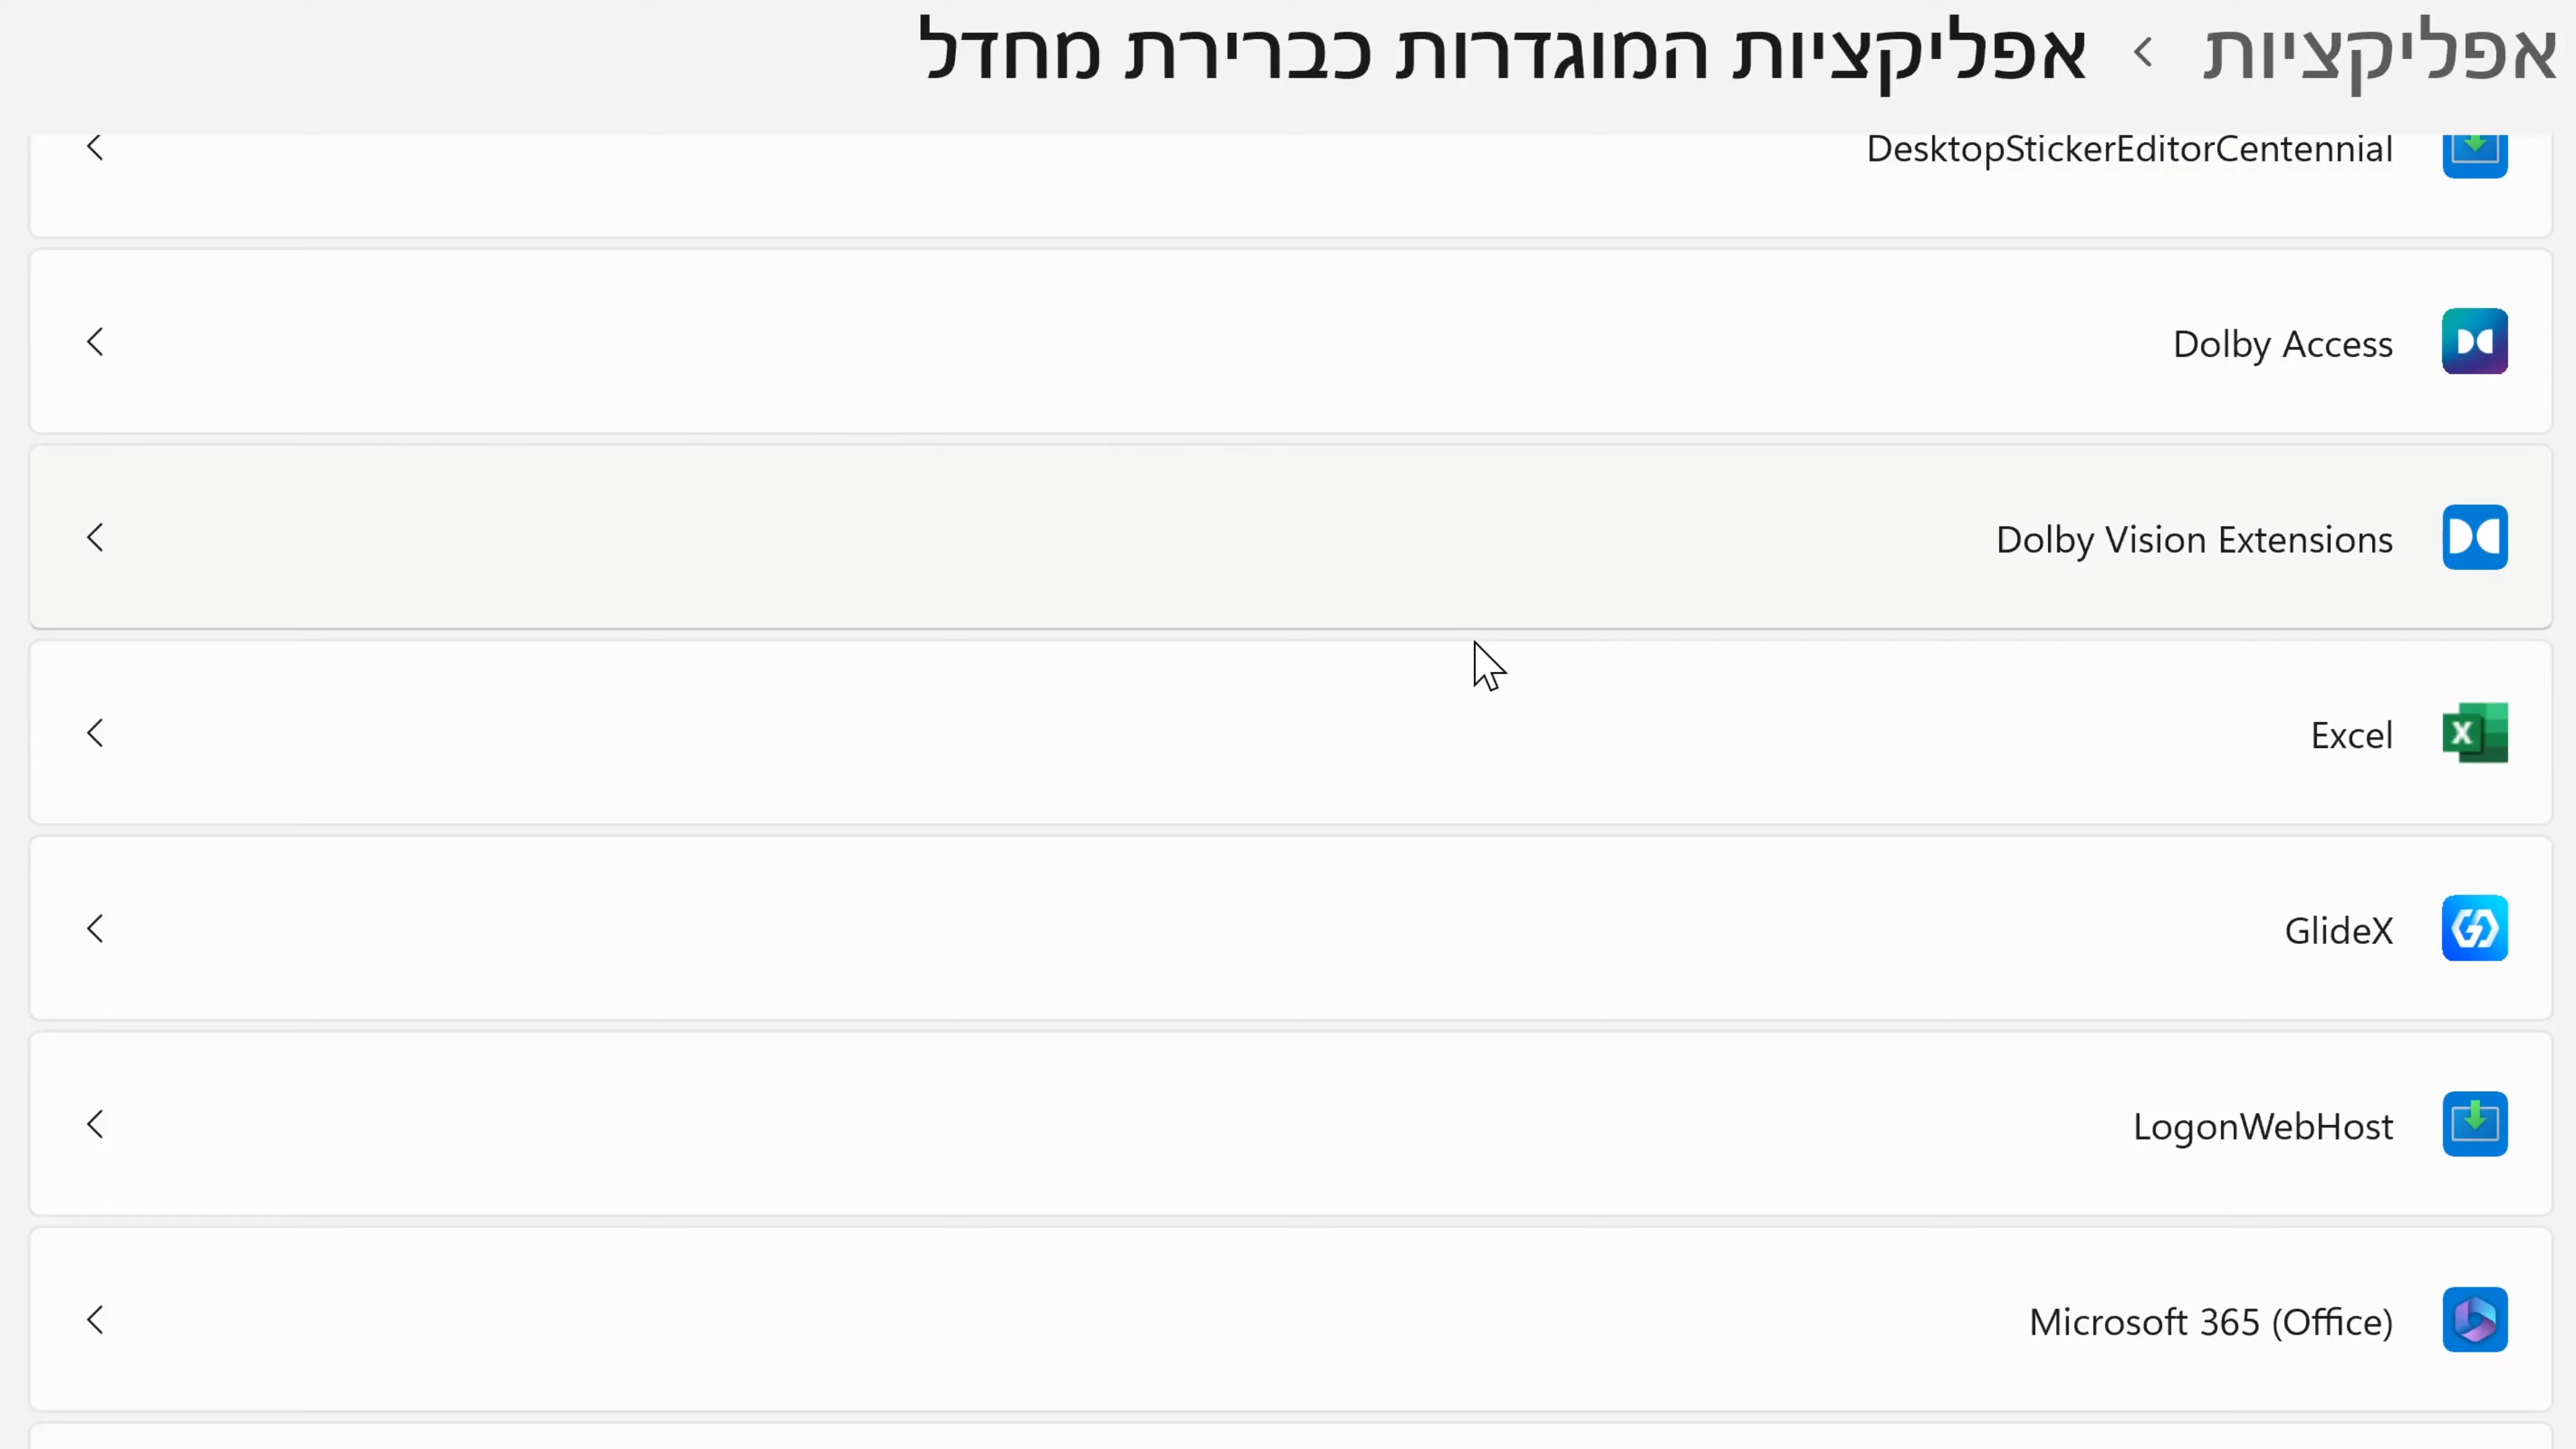 אפליקציות › אפליקציות המוגדרות כברירת מחדל
DesktopStickerEditorCentennial
Dolby Access
Dolby Vision Extensions
Excel
GlideX
LogonWebHost
Microsoft 365 (Office)